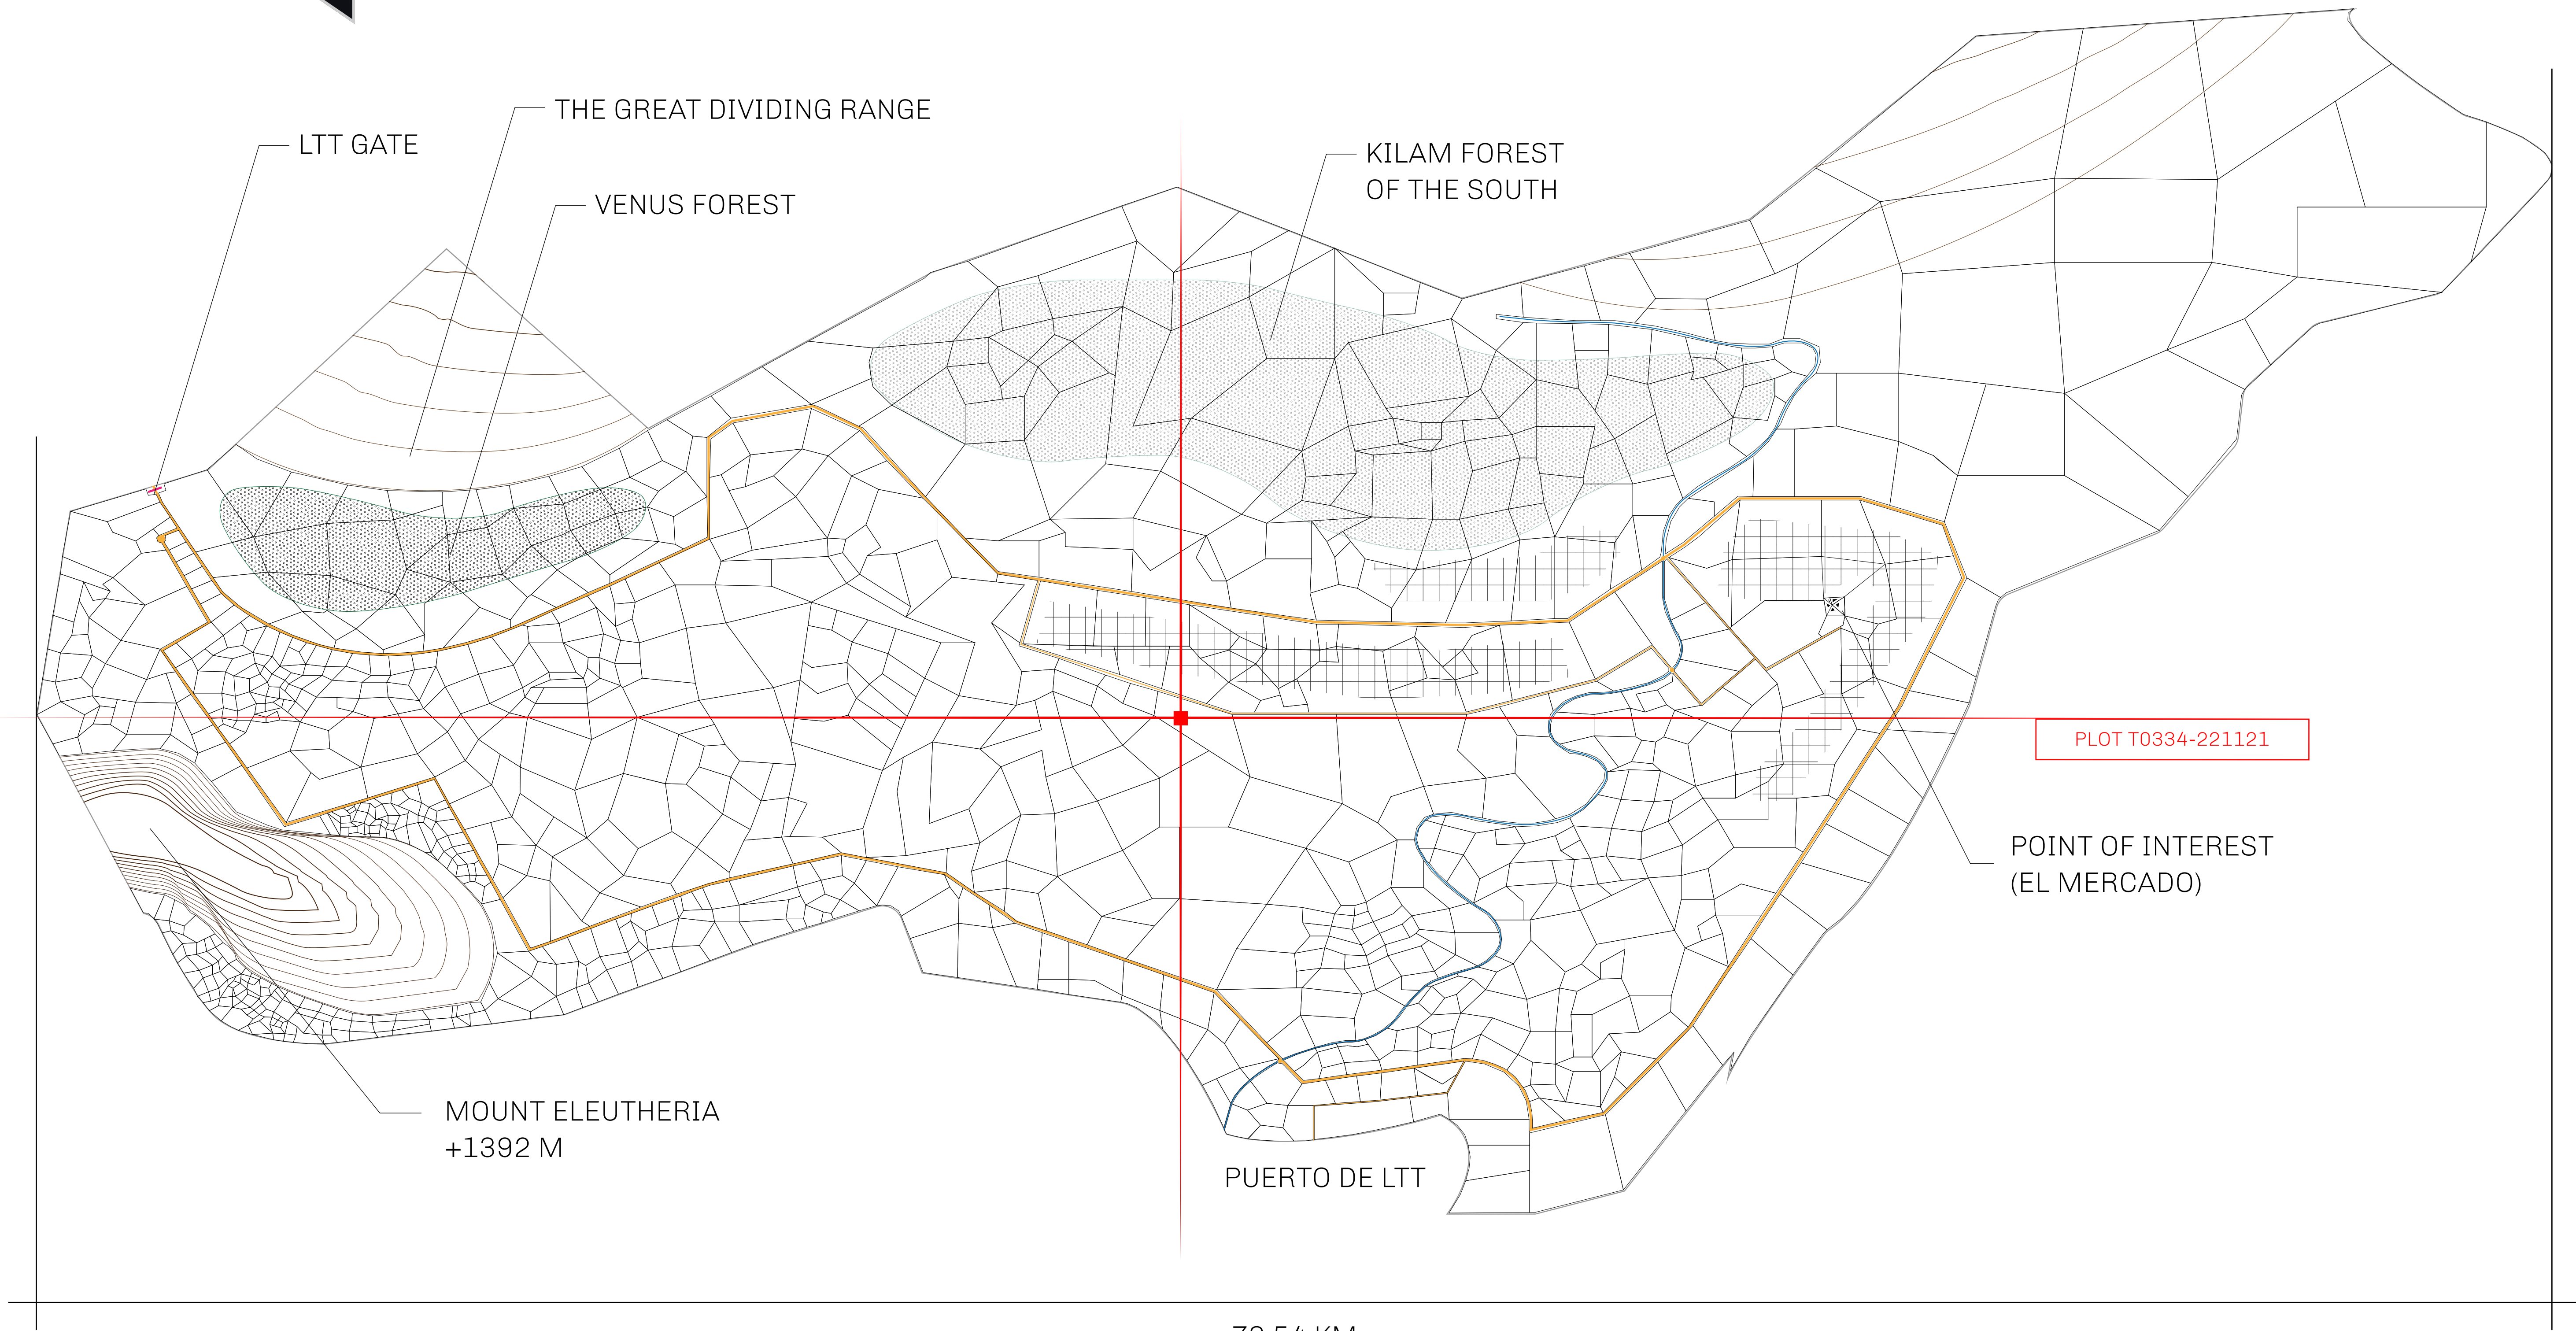 THE GREAT DIVIDING RANGE
LTT GATE
KILAM FOREST
OF THE SOUTH
VENUS FOREST
PLOT T0334-221121
POINT OF INTEREST
(EL MERCADO)
MOUNT ELEUTHERIA
+1392 M
PUERTO DE LTT